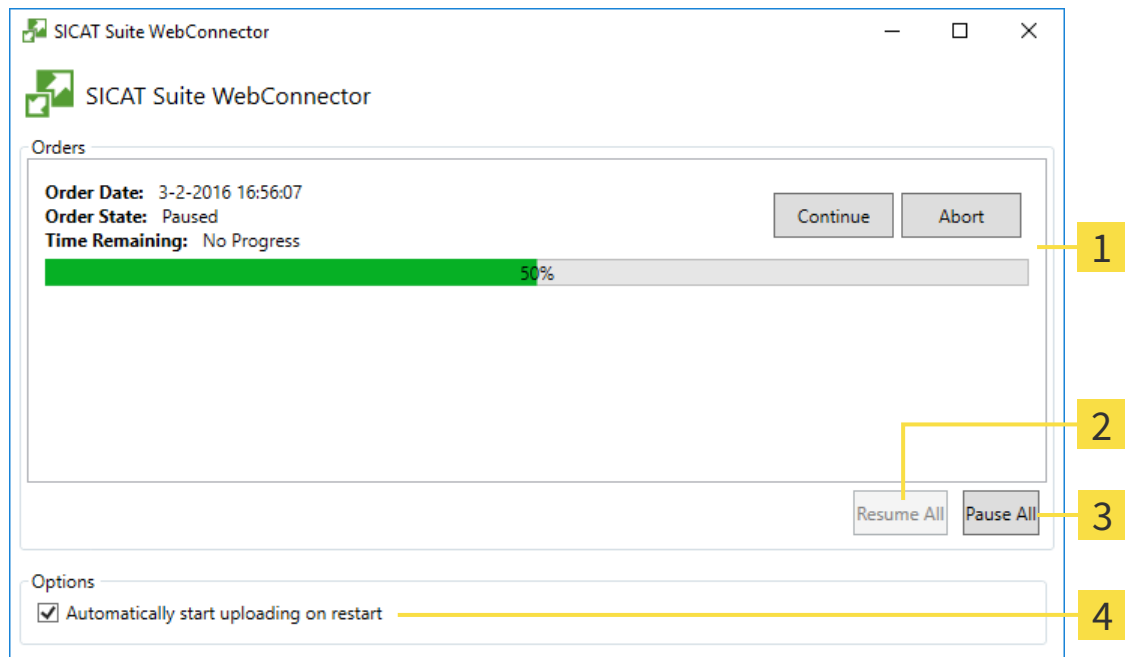 SICAT Suite WebConnector
SICAT Suite WebConnector
Orders
Order Date: 3-2-2016 16:56:07
Order State: Paused
Time Remaining: No Progress
Continue
Abort
1
50%
2
Resume All
Pause All
3
Options
Automatically start uploading on restart
4